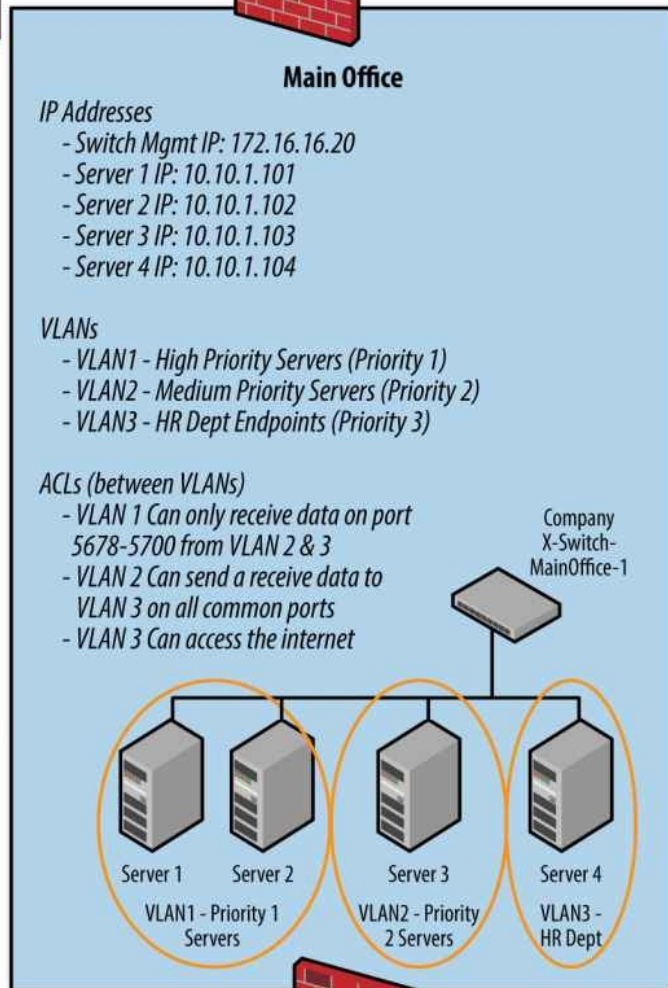 Main Office
IP Addresses
- Switch Mgmt IP: 172.16.16.20
- Server 1 IP: 10.10.1.101
- Server 2 IP: 10.10.1.102
- Server 3 IP: 10.10.1.103
- Server 4 IP: 10.10.1.104
VLANs
- VLAN1 - High Priority Servers (Priority 1)
- VLAN2 - Medium Priority Servers (Priority 2)
- VLAN3 - HR Dept Endpoints (Priority 3)
ACLs (between VLANs)
- VLAN 1 Can only receive data on port
5678-5700 from VLAN 2 & 3
- VLAN 2 Can send a receive data to
VLAN 3 on all common ports
- VLAN 3 Can access the internet
Company
X-Switch-
MainOffice-1
Server 1
Server 2
Server 3
Server 4
VLAN1 - Priority 1
Servers
VLAN2 - Priority
2 Servers
VLAN3 -
HR Dept